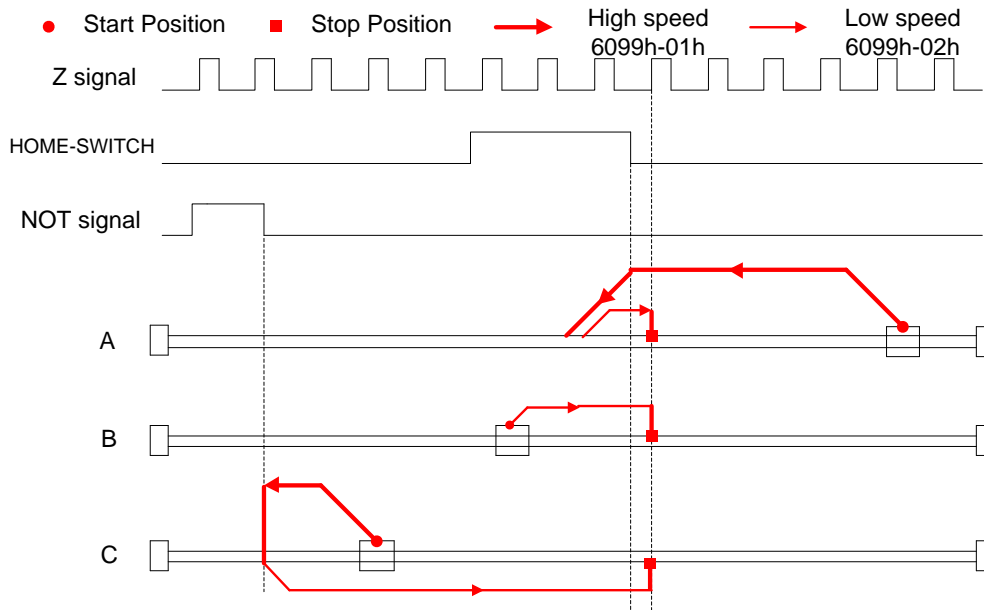 Start Position
Stop Position
High speed
6099h-01h
Low speed
6099h-02h
Z signal
HOME-SWITCH
NOT signal
A
B
C